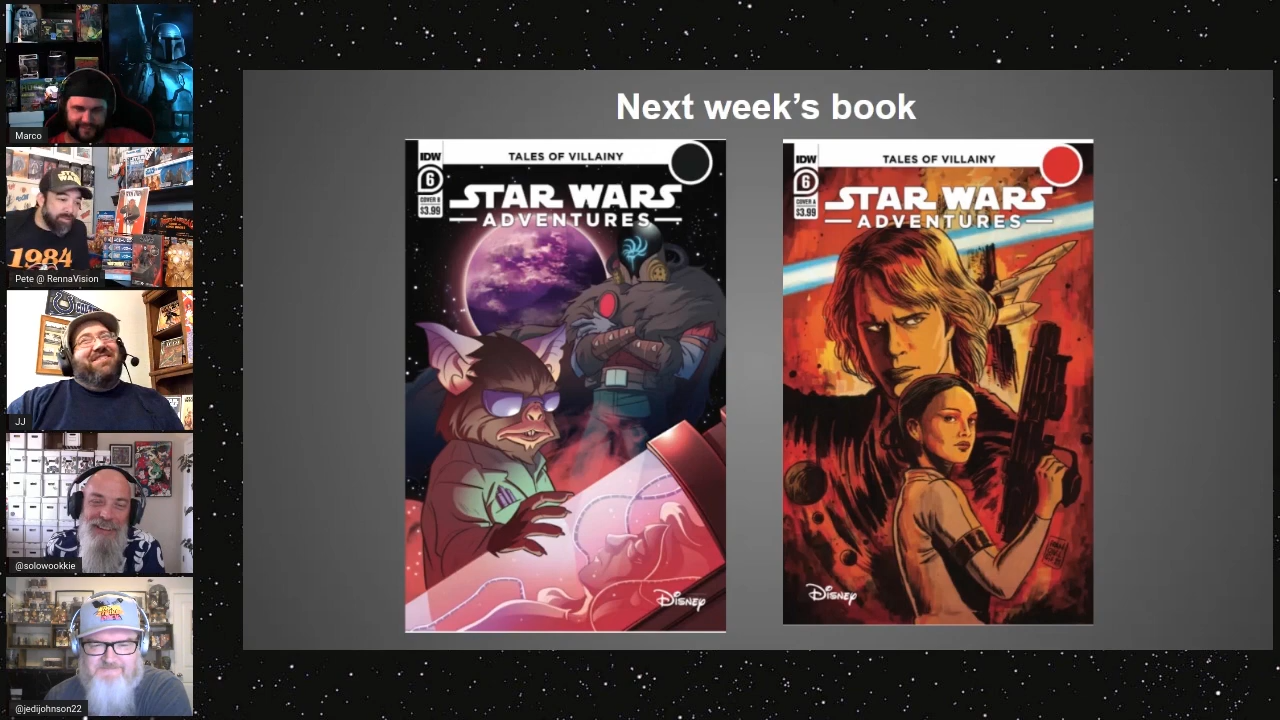 Marco
1984
Pete @ RennaVision
COLTS
JJ
@solowookkie
@jedijohnson22
Next week's book
IDW
6
COVER B
$3.99
TALES OF VILLAINY
STAR WARS
ADVENTURES
Disney
IDW
6
COVER A
$3.99
TALES OF VILLAINY
STAR WARS
ADVENTURES
Disney